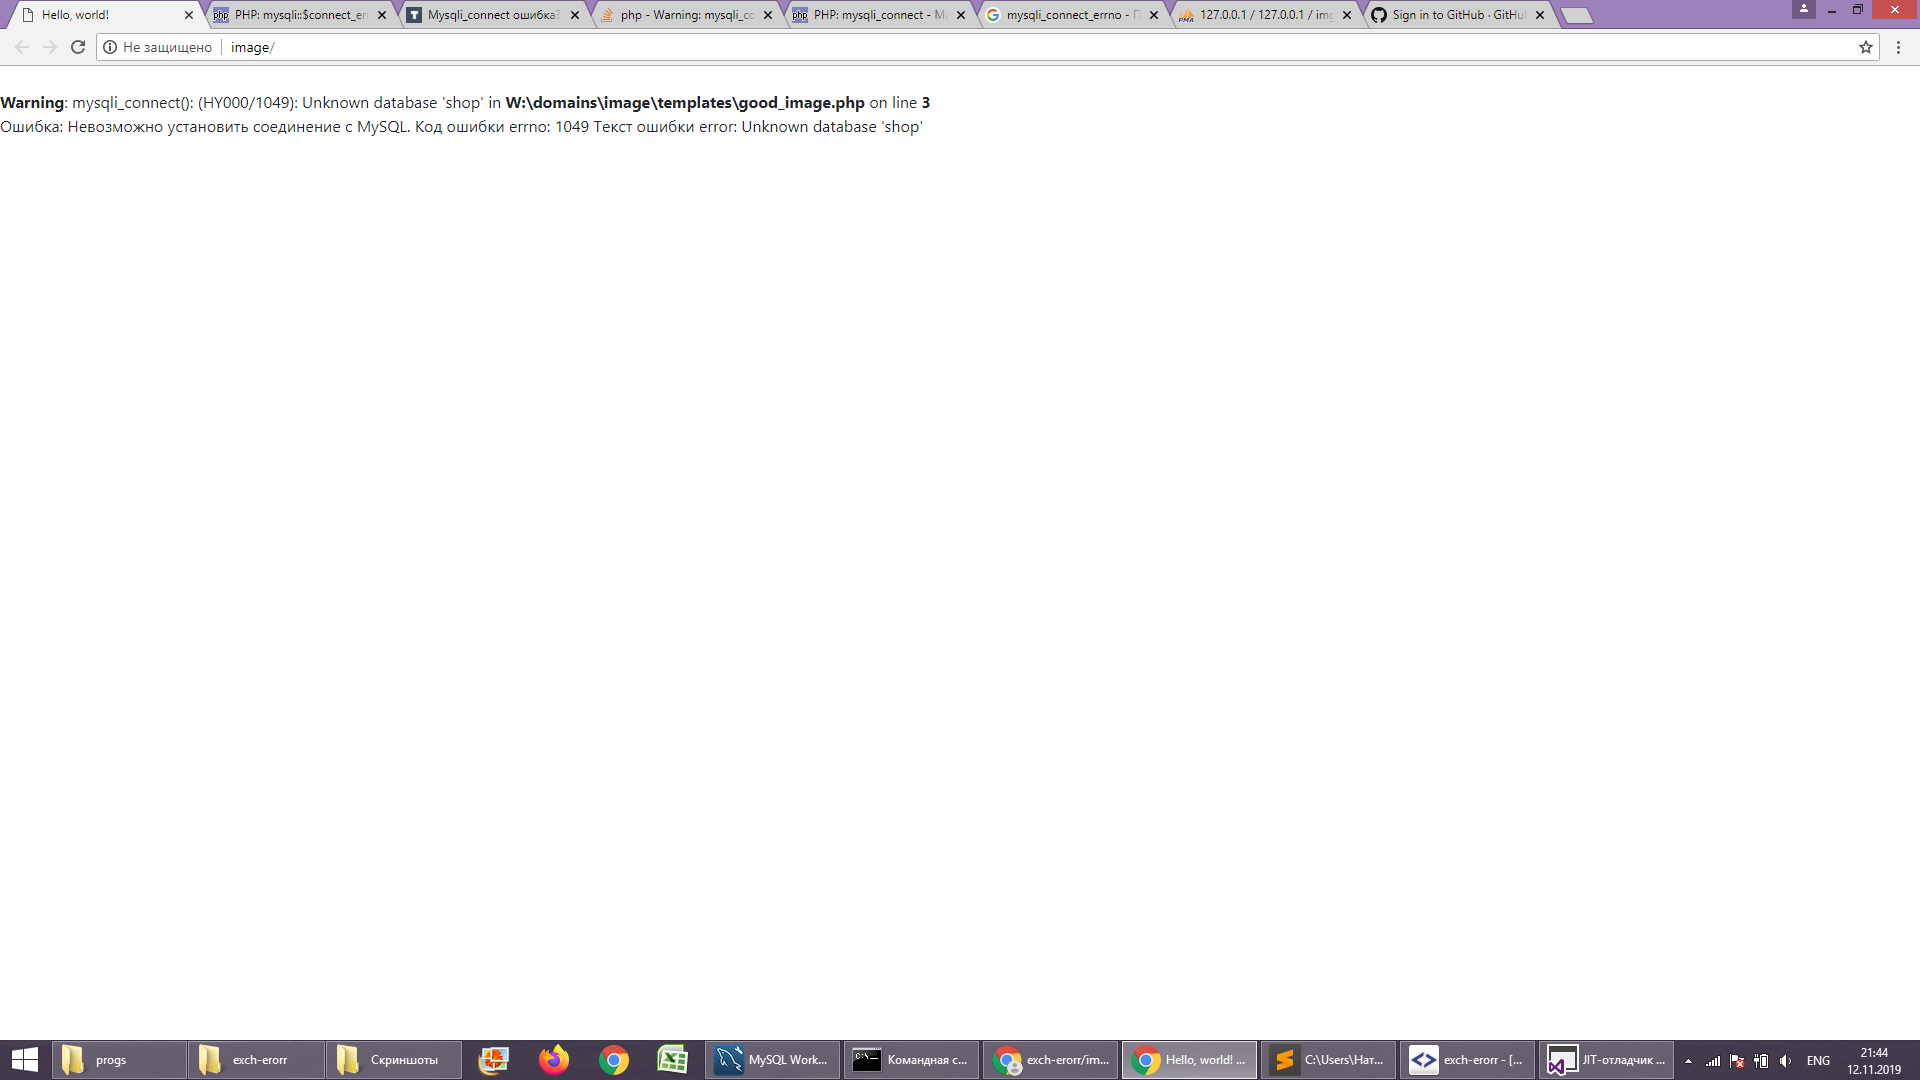 Hello, world!
PHP: mysqli::$connect_er
Mysqli_connect ошибка?
php - Warning: mysqli_co
PHP: mysqli_connect - Ma
mysqli_connect_errno - П
127.0.0.1 / 127.0.0.1 / img
Sign in to GitHub · GitHub
Не защищено
image/
Warning: mysqli_connect(): (HY000/1049): Unknown database 'shop' in W:\domains\image\templates\good_image.php on line 3
Ошибка: Невозможно установить соединение с MySQL. Код ошибки errno: 1049 Текст ошибки error: Unknown database 'shop'
progs
exch-erorr
Скриншоты
MySQL Work...
Командная с...
exch-erorr/im...
Hello, world! ...
C:\Users\Нат...
exch-erorr - [...
JIT-отладчик ...
ENG
21:44
12.11.2019